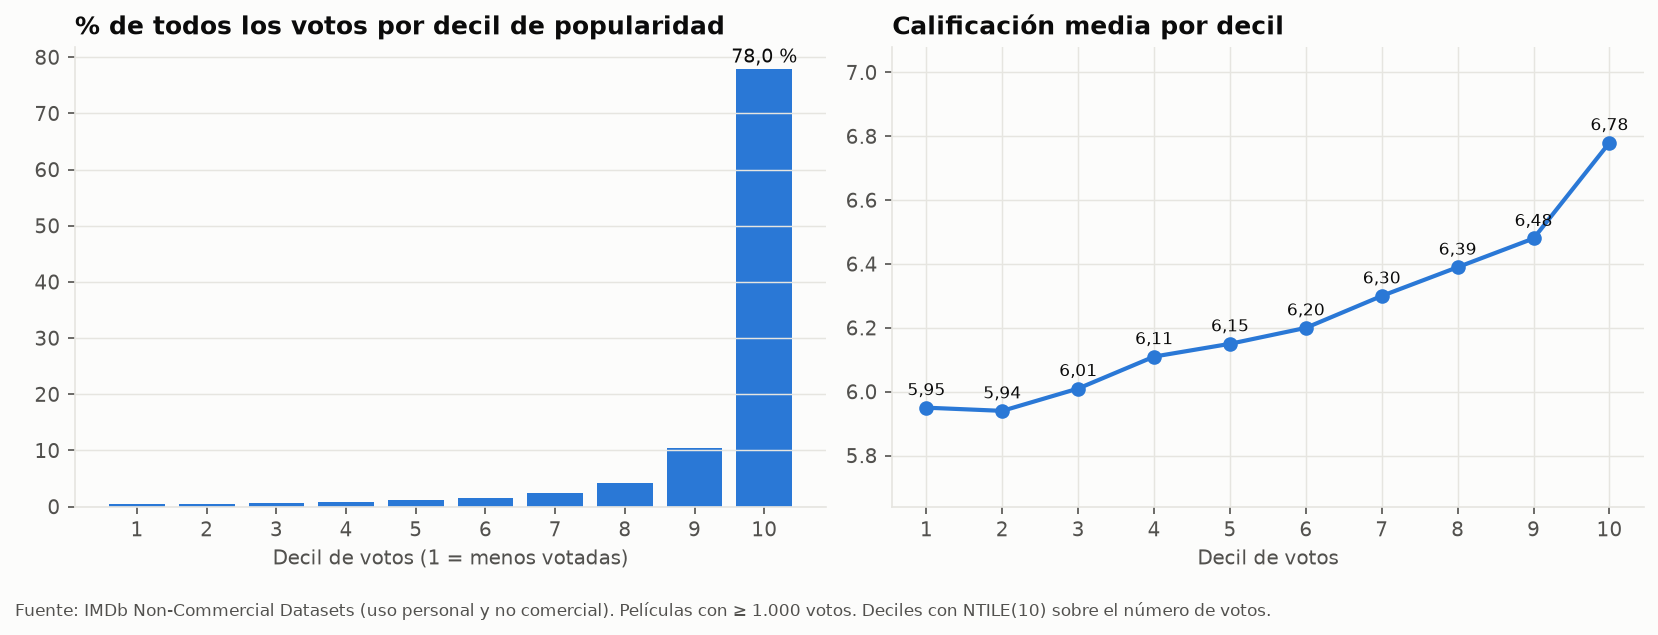 % de todos los votos por decil de popularidad
80
70
60
50
40
30
20
10
0
78,0 %
1 2 3 4 5 6 7 8 9 10
Decil de votos (1 = menos votadas)
Calificación media por decil
7.0
6.8
6.6
6.4
6.2
6.0
5.8
5,95 5,94 6,01 6,11 6,15 6,20 6,30 6,39 6,48 6,78
1 2 3 4 5 6 7 8 9 10
Decil de votos
Fuente: IMDb Non-Commercial Datasets (uso personal y no comercial). Películas con ≥ 1.000 votos. Deciles con NTILE(10) sobre el número de votos.